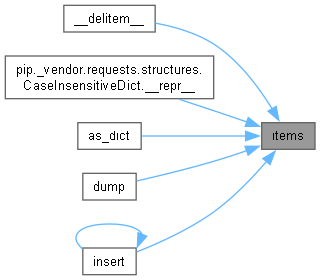 __delitem__
pip._vendor.requests.structures.
CaseInsensitiveDict.__repr__
items
as_dict
dump
insert